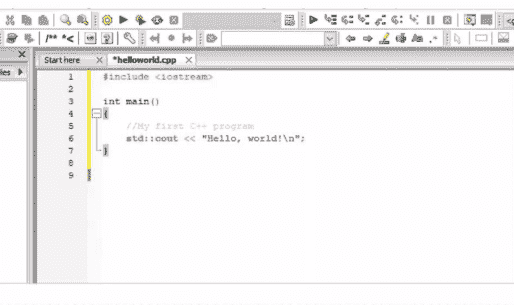 Start here
*helloworld.cpp
1 #include <iostream>
2
3 int main()
4 {
5 //My first C++ program
6 std::cout << "Hello, world!\n";
7 }
8
9